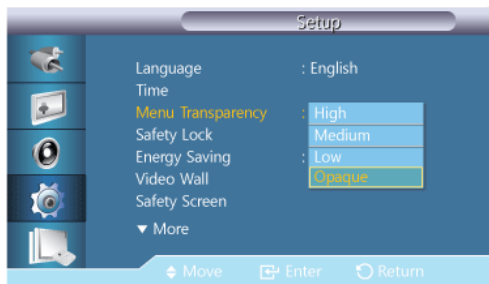 Setup
Language : English
Time
Menu Transparency : High
Medium
Safety Lock
Energy Saving : Low
Opaque
Video Wall
Safety Screen
▼ More
Move Enter Return